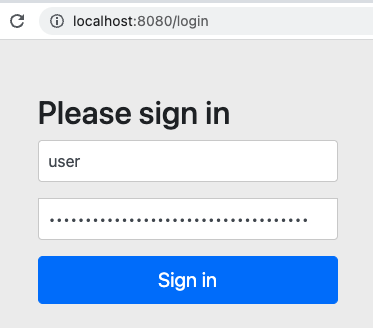 localhost:8080/login
Please sign in
user
••••••••••••••••••••••••••••••••••••
Sign in